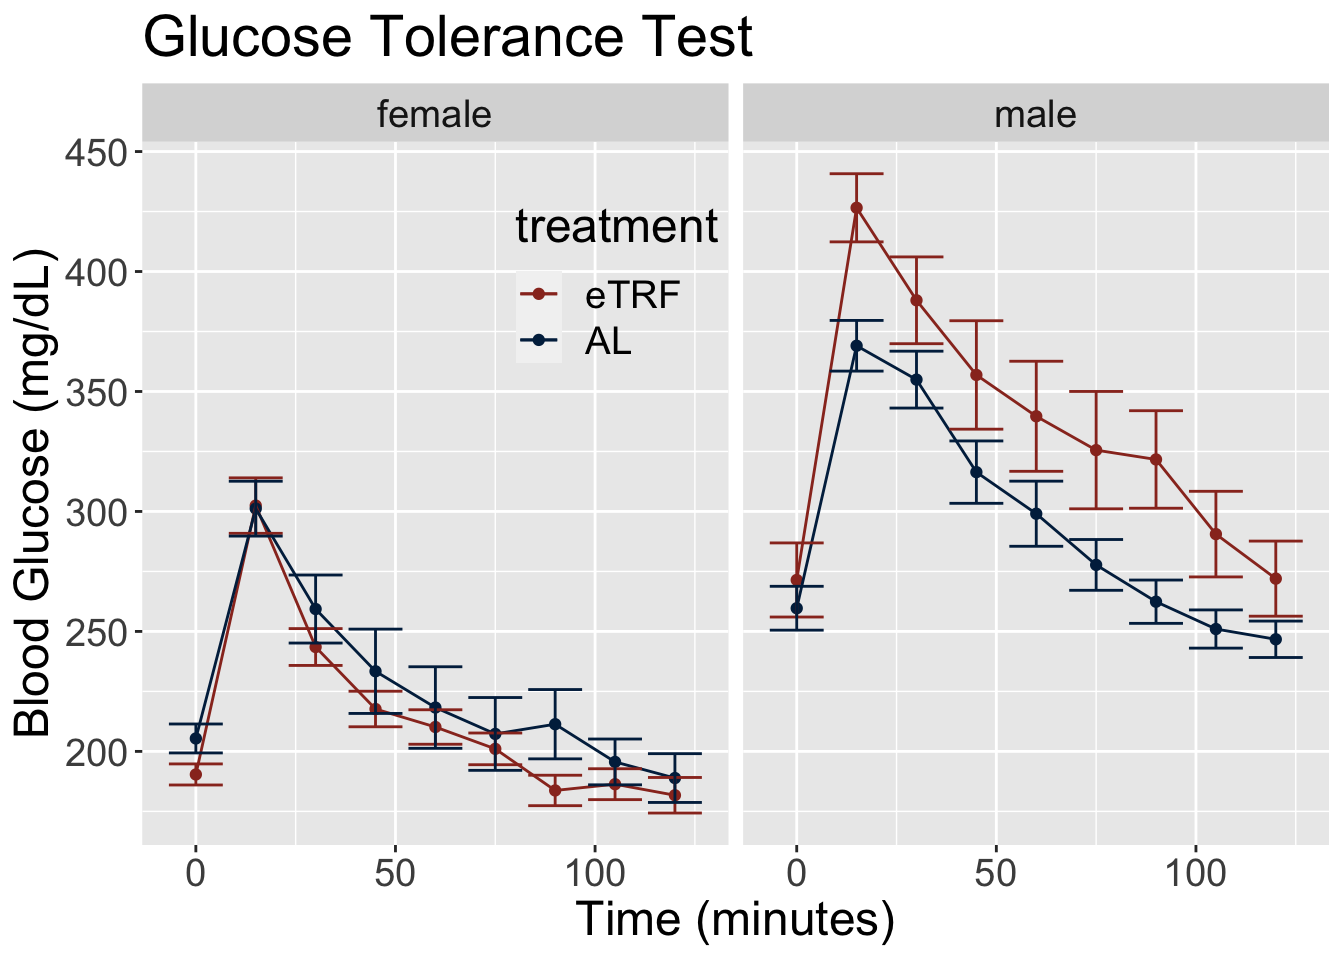 Glucose Tolerance Test
female
male
Blood Glucose (mg/dL)
450
400
350
300
250
200
treatment
eTRF
AL
0
50
100
0
50
100
Time (minutes)